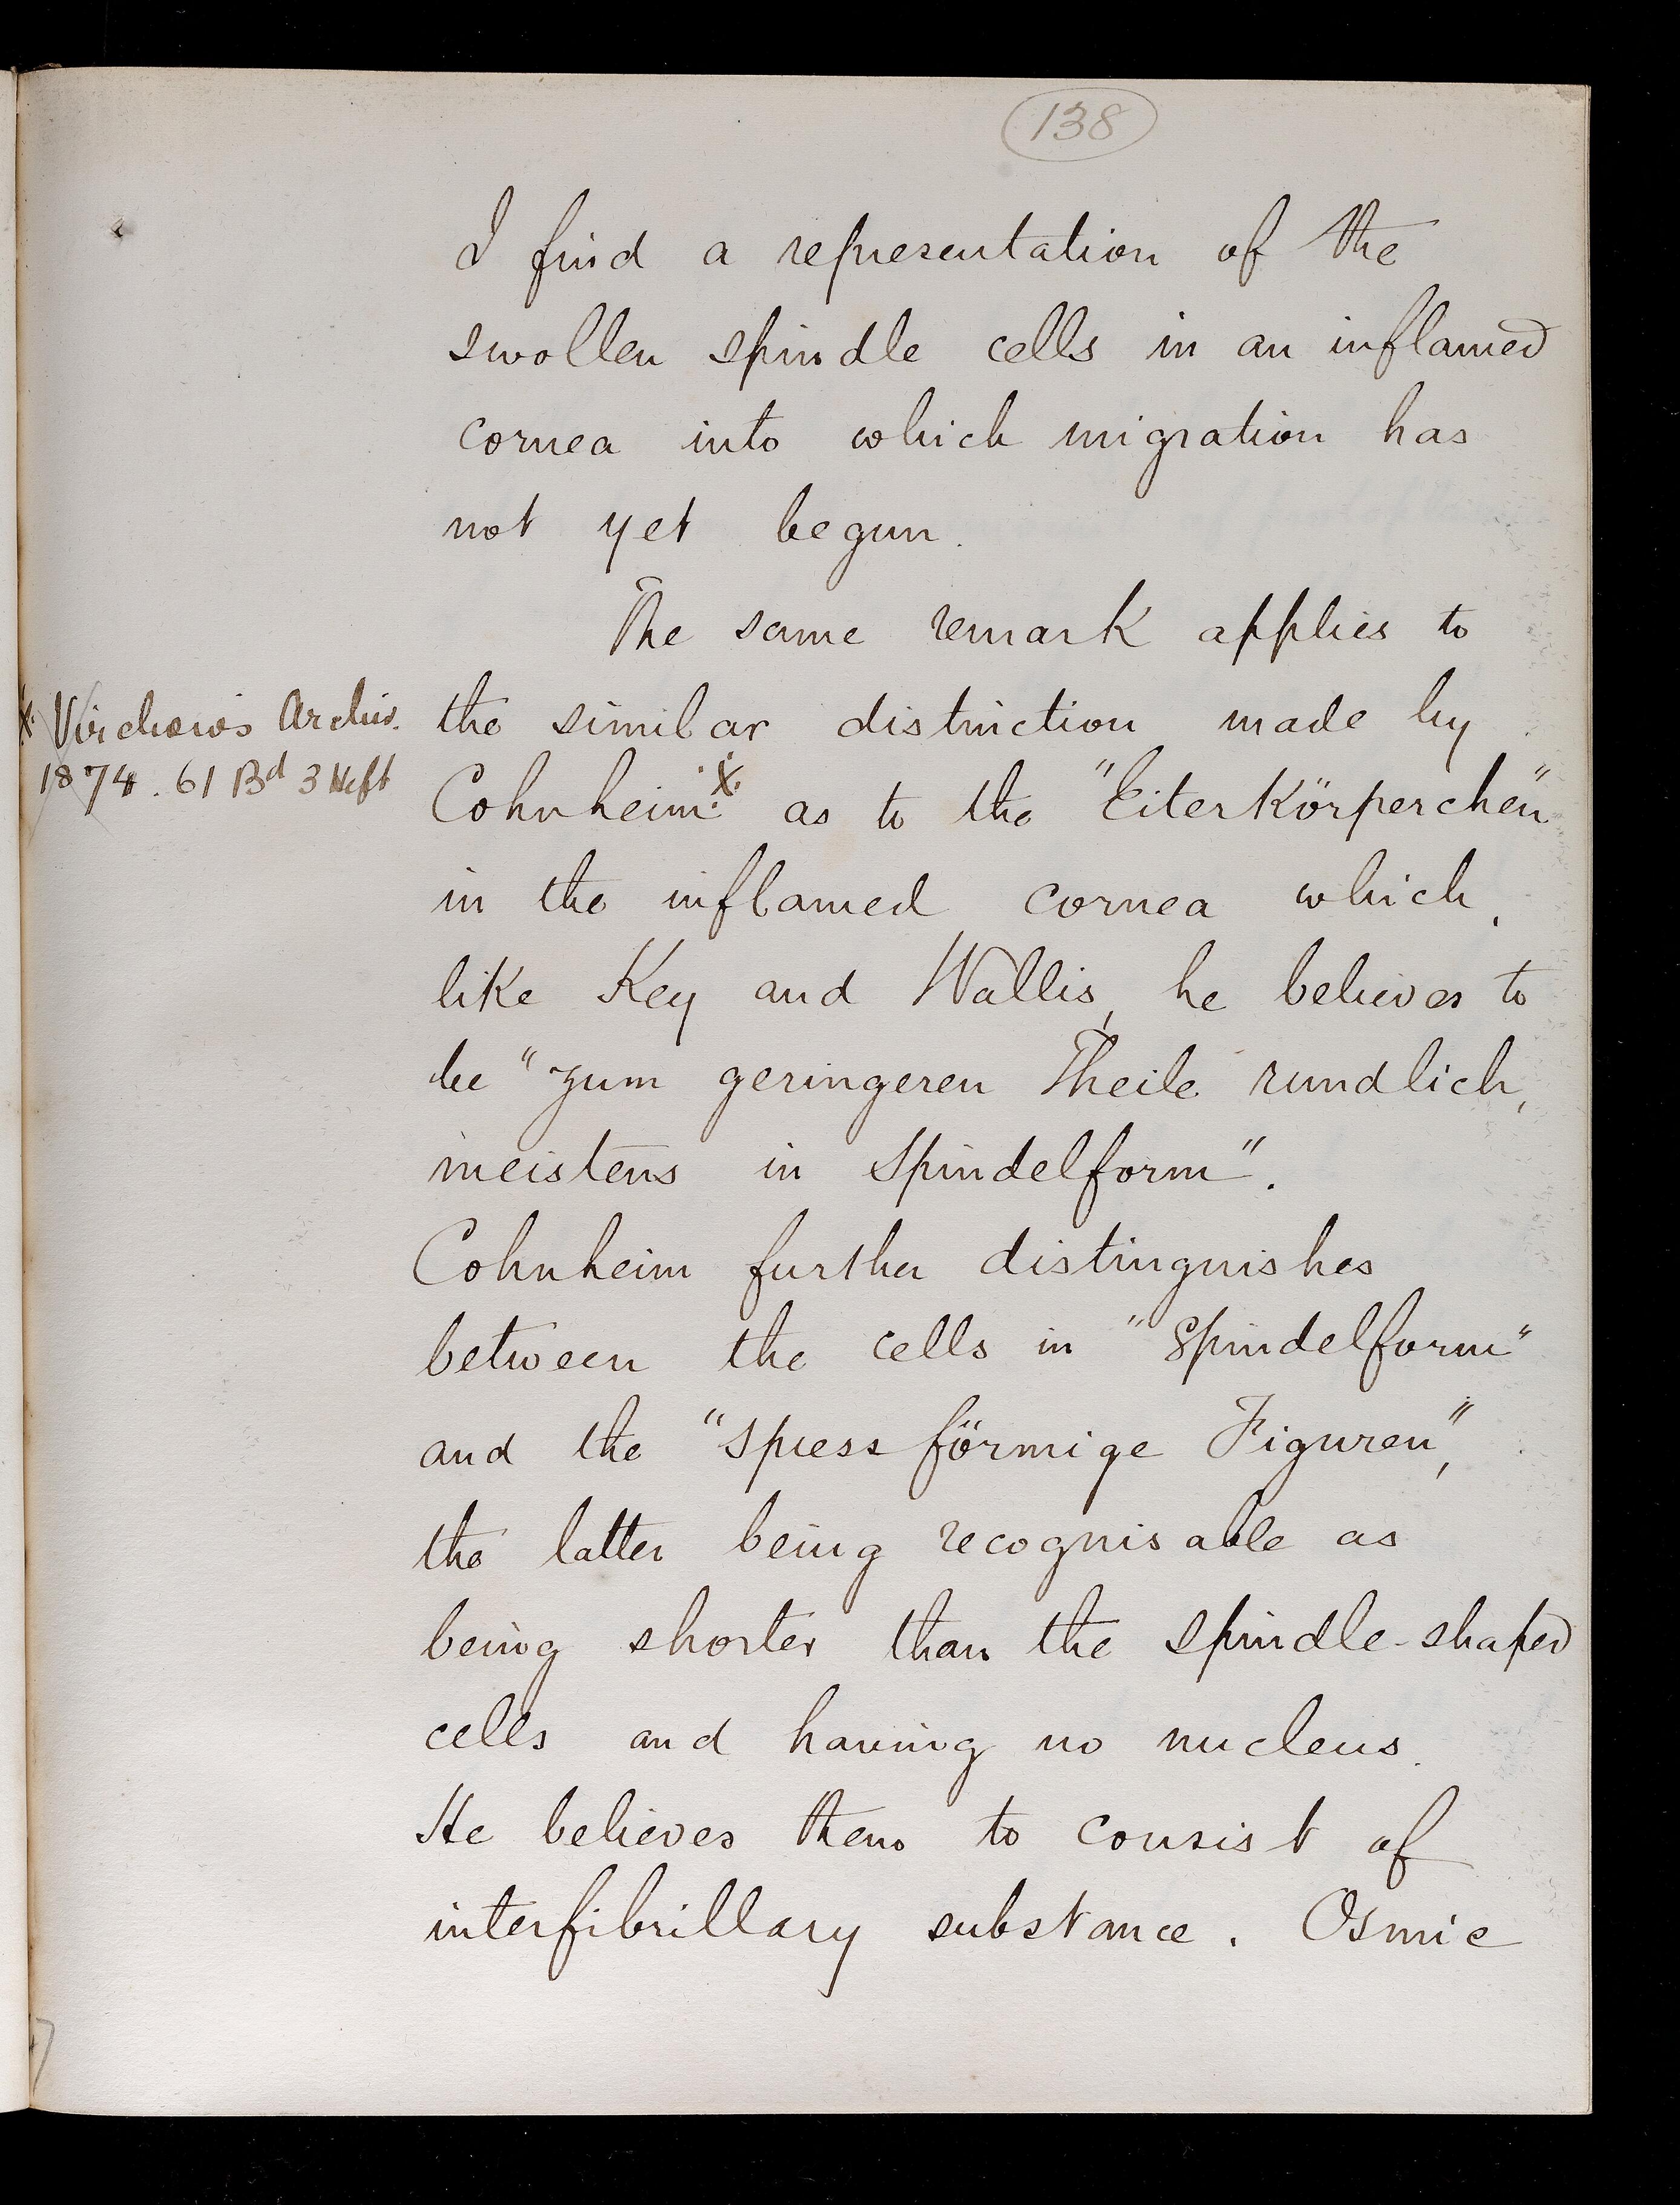 138
I find a representation of the
swollen spindle cells in an inflamed
cornea into which migration has
not yet begun.
The same remark applies to
the similar distinction made by
x Virchow's Archiv.
1874. 61 Bd 3 Heft
Cohnheim x as to the "Eiterkörperchen"
in the inflamed cornea which,
like Key and Wallis, he believes to
be "zum geringeren Theile rundlich,
meistens in Spindelform".
Cohnheim further distinguishes
between the cells in "Spindelform"
and the "spiessförmige Figuren",
the latter being recognisable as
being shorter than the spindle-shaped
cells and having no nucleus.
He believes them to consist of
interfibrillary substance. Osmic